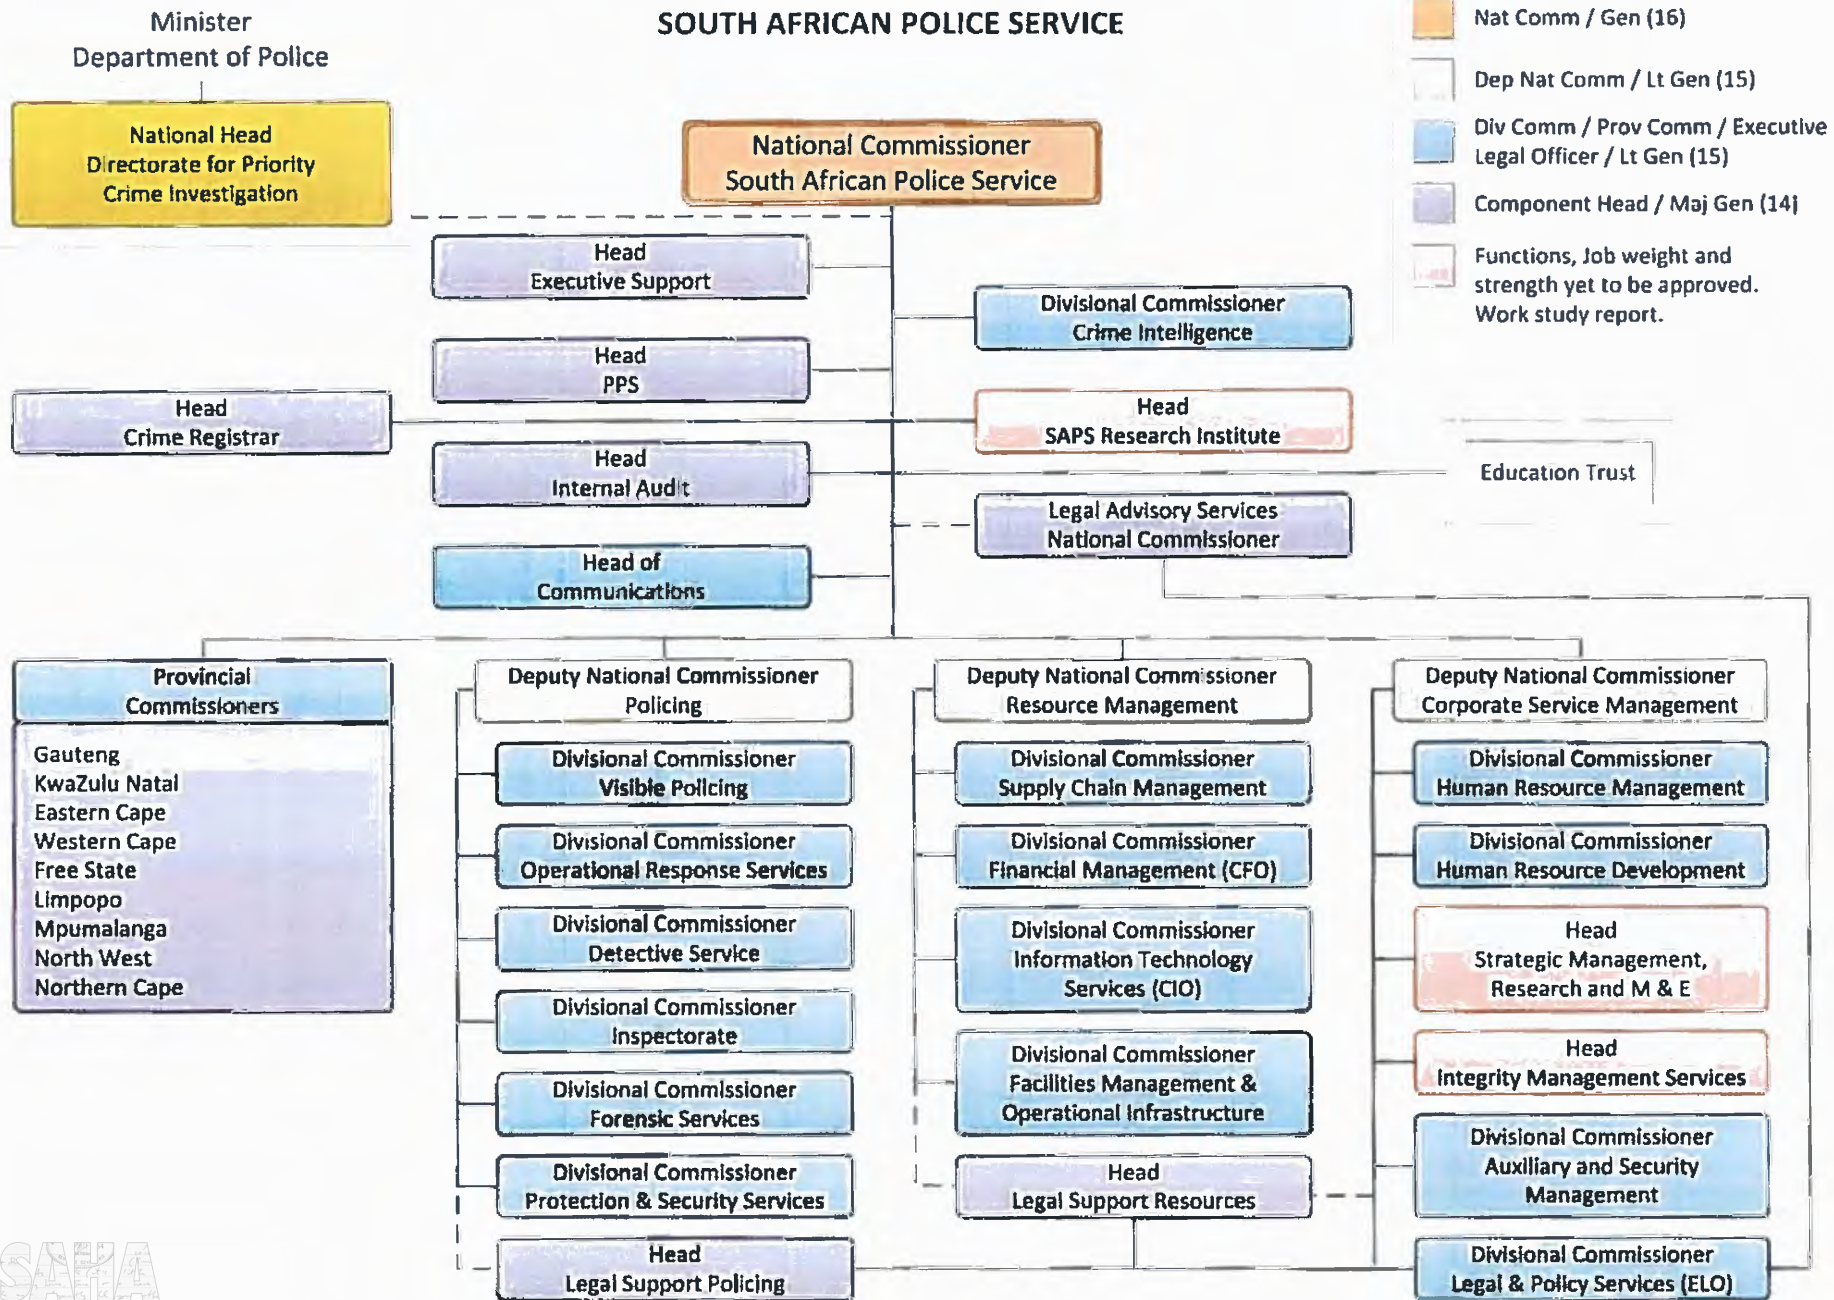 Minister
Department of Police
SOUTH AFRICAN POLICE SERVICE
Nat Comm / Gen (16)
Dep Nat Comm / Lt Gen (15)
Div Comm / Prov Comm / Executive
Legal Officer / Lt Gen (15)
Component Head / Maj Gen (14)
Functions, Job weight and
strength yet to be approved.
Work study report.
National Head
Directorate for Priority
Crime Investigation
National Commissioner
South African Police Service
Head
Executive Support
Divisional Commissioner
Crime Intelligence
Head
PPS
Head
Crime Registrar
Head
SAPS Research Institute
Head
Internal Audit
Education Trust
Legal Advisory Services
National Commissioner
Head of
Communications
Provincial
Commissioners
Gauteng
KwaZulu Natal
Eastern Cape
Western Cape
Free State
Limpopo
Mpumalanga
North West
Northern Cape
Deputy National Commissioner
Policing
Divisional Commissioner
Visible Policing
Divisional Commissioner
Operational Response Services
Divisional Commissioner
Detective Service
Divisional Commissioner
Inspectorate
Divisional Commissioner
Forensic Services
Divisional Commissioner
Protection & Security Services
Head
Legal Support Policing
Deputy National Commissioner
Resource Management
Divisional Commissioner
Supply Chain Management
Divisional Commissioner
Financial Management (CFO)
Divisional Commissioner
Information Technology
Services (CIO)
Divisional Commissioner
Facilities Management &
Operational Infrastructure
Head
Legal Support Resources
Deputy National Commissioner
Corporate Service Management
Divisional Commissioner
Human Resource Management
Divisional Commissioner
Human Resource Development
Head
Strategic Management,
Research and M & E
Head
Integrity Management Services
Divisional Commissioner
Auxiliary and Security
Management
Divisional Commissioner
Legal & Policy Services (ELO)
SAHA